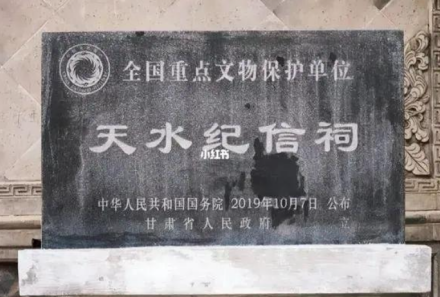 全国重点文物保护单位
天水纪信祠
小红书
中华人民共和国国务院 2019年10月7日 公布
甘肃省人民政府 立